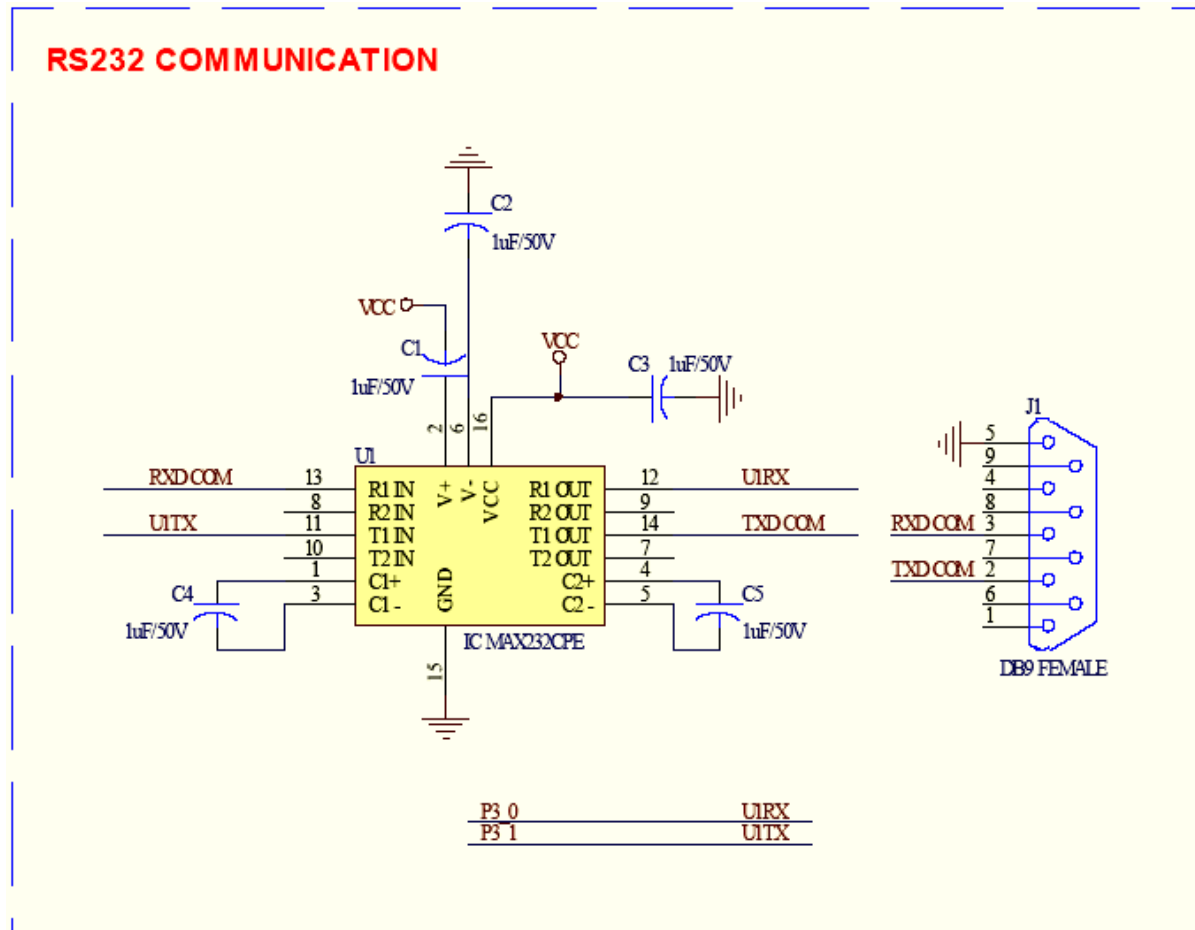 RS232 COMMUNICATION
C2
1uF/50V
VCC
C1
1uF/50V
VCC
C3
1uF/50V
2
6
16
U1
RXDCOM
13
R1 IN
V+
V-
VCC
R1 OUT
12
U1RX
8
R2 IN
R2 OUT
9
U1TX
11
T1 IN
T1 OUT
14
TXDCOM
10
T2 IN
T2 OUT
7
1
C1+
GND
C2+
4
3
C1-
C2-
5
C4
1uF/50V
C5
1uF/50V
IC MAX232CPE
15
J1
5
9
4
8
RXDCOM
3
7
TXDCOM
2
6
1
DB9 FEMALE
P3_0
U1RX
P3_1
U1TX